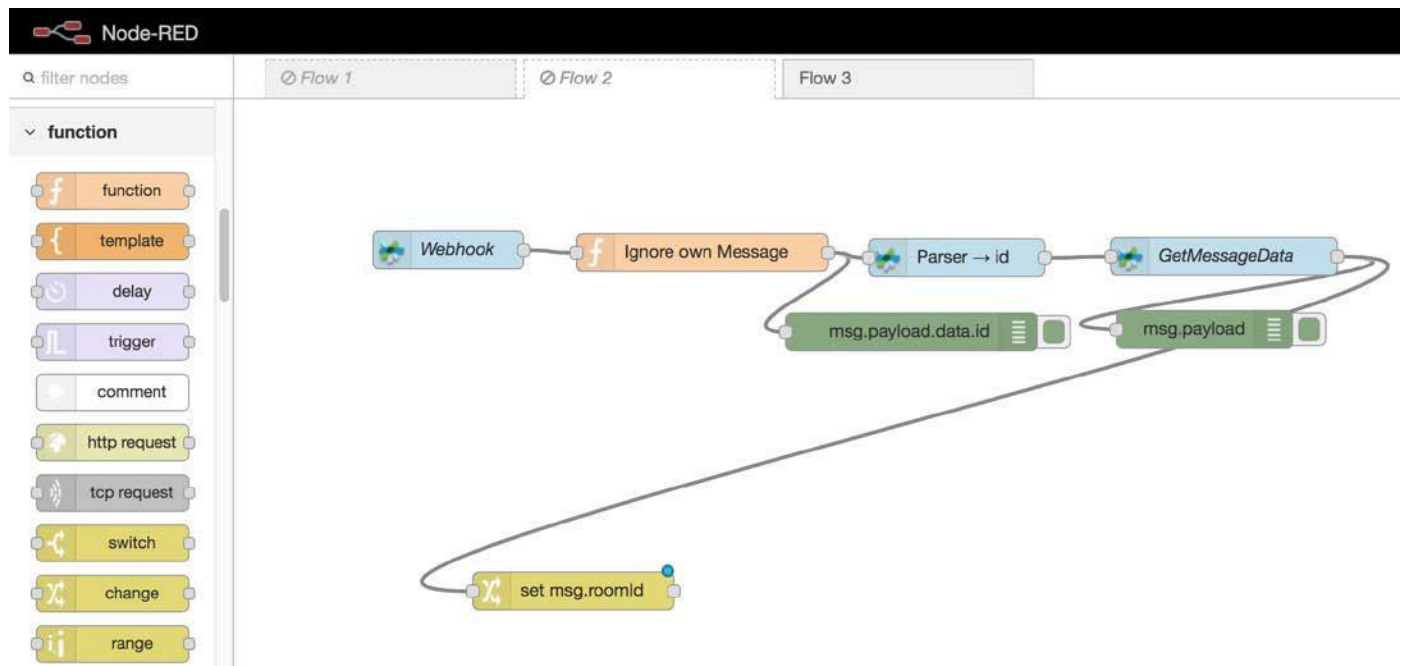 Node-RED
filter nodes
Flow 1
Flow 2
Flow 3
function
function
template
delay
trigger
comment
http request
tcp request
switch
change
range
Webhook
Ignore own Message
Parser → id
GetMessageData
msg.payload.data.id
msg.payload
set msg.roomId